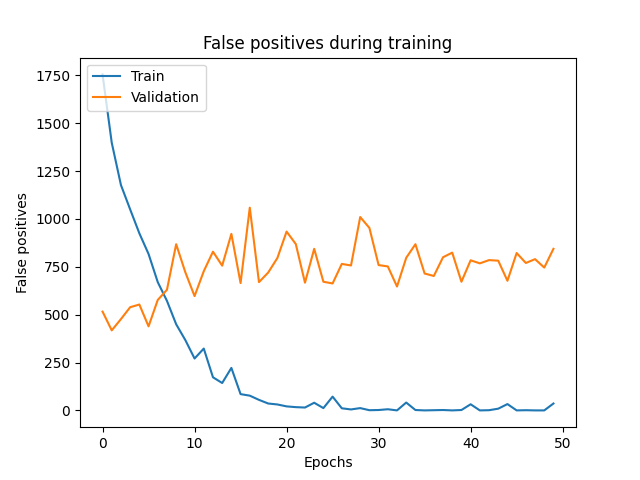 False positives during training
Train
Validation
False positives
1750
1500
1250
1000
750
500
250
0
0 10 20 30 40 50
Epochs